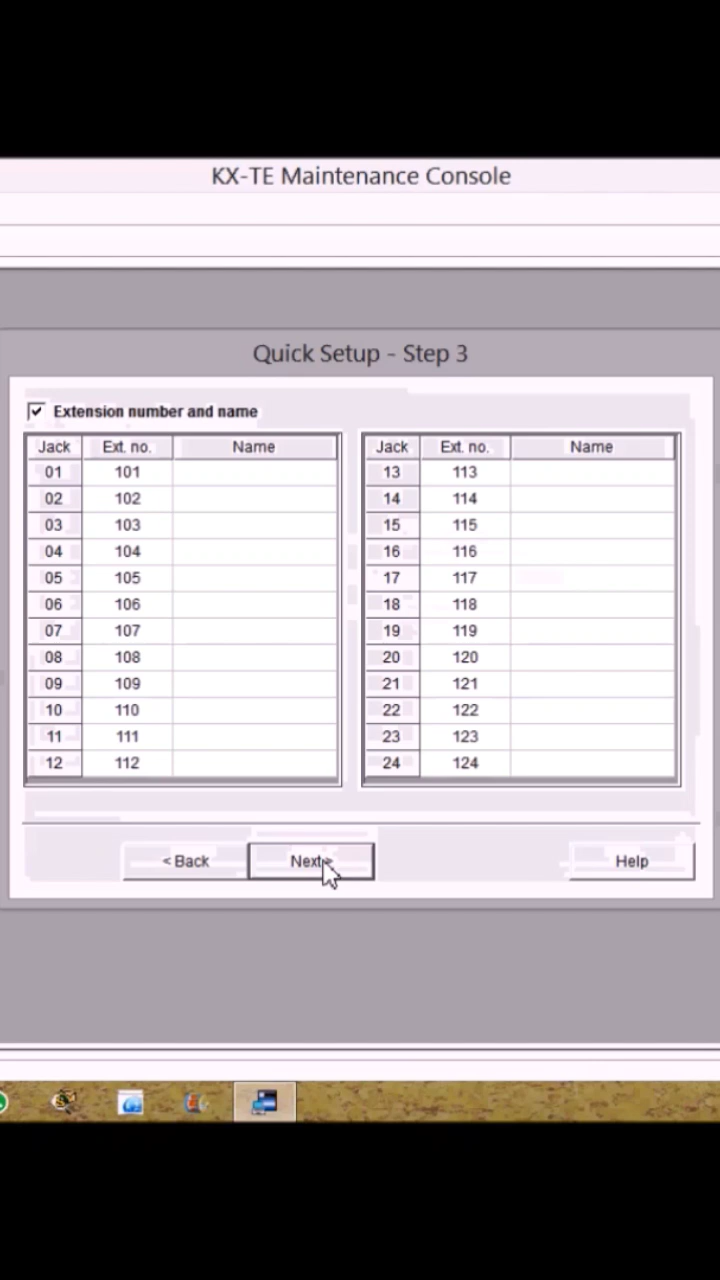 KX-TE Maintenance Console
Quick Setup - Step 3
Extension number and name
Jack Ext. no. Name Jack Ext. no. Name
01 101 13 113
02 102 14 114
03 103 15 115
04 104 16 116
05 105 17 117
06 106 18 118
07 107 19 119
08 108 20 120
09 109 21 121
10 110 22 122
11 111 23 123
12 112 24 124
< Back Next> Help